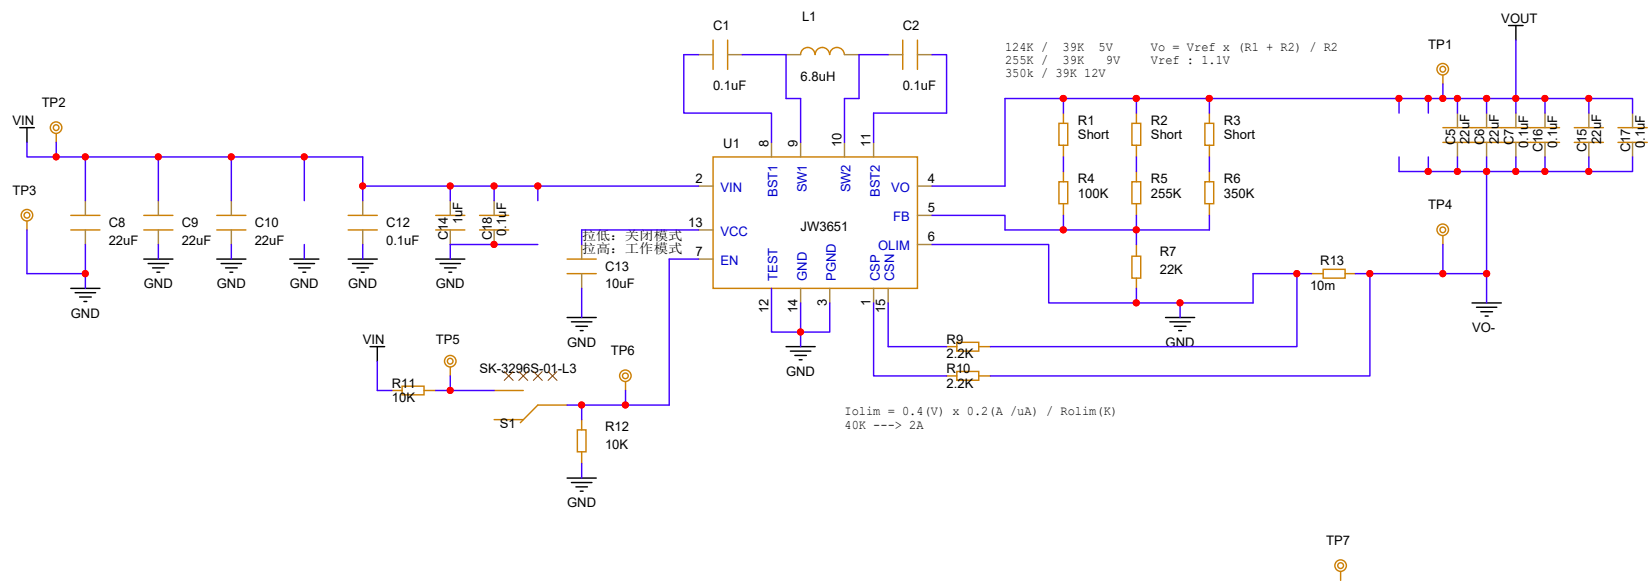 C1
L1
C2
0.1uF
6.8uH
0.1uF
124K /  39K  5V    Vo = Vref x (R1 + R2) / R2
255K /  39K   9V   Vref : 1.1V
350k / 39K 12V
VOUT
TP1
TP2
VIN
TP3
C8
22uF
C9
22uF
C10
22uF
C12
0.1uF
C14
1uF
C18
0.1uF
GND
GND
GND
GND
GND
GND
U1
JW3651
8
9
10
11
BST1
SW1
SW2
BST2
2
VIN
13
VCC
7
EN
4
VO
5
FB
6
OLIM
TEST
GND
PGND
CSP
CSN
12
14
3
1
15
拉低: 关闭模式
拉高: 工作模式
C13
10uF
GND
GND
R1
Short
R2
Short
R3
Short
R4
100K
R5
255K
R6
350K
R7
22K
GND
C5
22uF
C6
22uF
C7
0.1uF
C16
0.1uF
C15
22uF
C17
0.1uF
TP4
R13
10m
VO-
R9
2.2K
R10
2.2K
VIN
TP5
R11
10K
SK-3296S-01-L3
S1
TP6
R12
10K
GND
Iolim = 0.4(V) x 0.2(A /uA) / Rolim(K)
40K ---> 2A
TP7